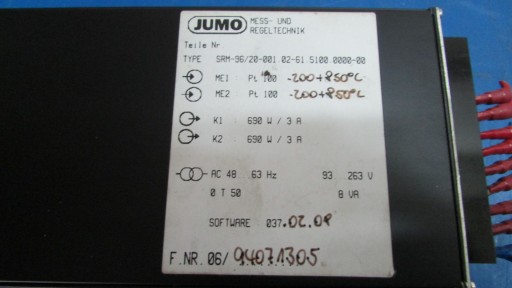 JUMO MESS- UND
REGELTECHNIK
Teile Nr.
TYPE SRM-96/20-001 02-61.5100.0000-00
ME1 Pt 100 -200+850°C
ME2 Pt 100 -200+850°C
K1 690 W / 3 A
K2 690 W / 3 A
AC 48 63 Hz 93 263 V
0 T 50 8 VA
SOFTWARE 037.02.08
F.NR. 06/94071305